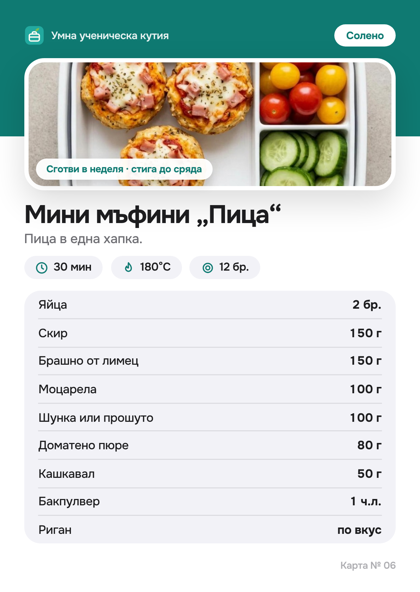 Умна ученическа кутия
Солено
Сготви в неделя · стига до сряда
Мини мъфини „Пица“
Пица в една хапка.
30 мин
180°C
12 бр.
Яйца 2 бр.
Скир 150 г
Брашно от лимец 150 г
Моцарела 100 г
Шунка или прошуто 100 г
Доматено пюре 80 г
Кашкавал 50 г
Бакпулвер 1 ч.л.
Риган по вкус
Карта № 06